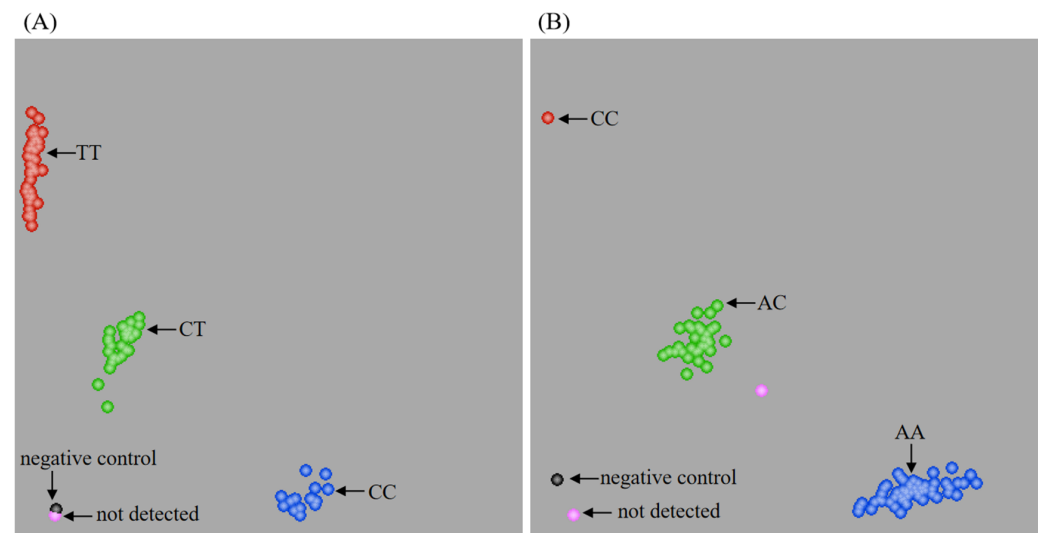 (A)
TT
CT
negative control
CC
not detected
(B)
CC
AC
AA
negative control
not detected